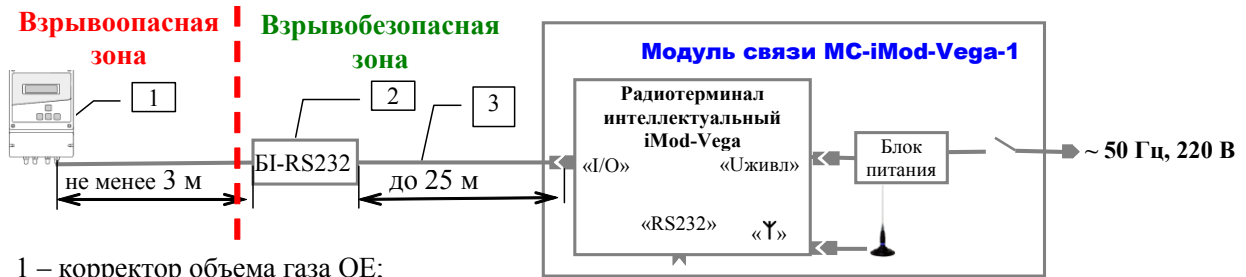 Взрывоопасная
зона
Взрывобезопасная
зона
Модуль связи МС-iMod-Vega-1
1
2
3
Радиотерминал
интеллектуальный
iMod-Vega
БІ-RS232
«I/O»
«Uживл»
Блок
питания
~ 50 Гц, 220 В
не менее 3 м
до 25 м
«RS232»
«Y»
1 – корректор объема газа ОЕ;